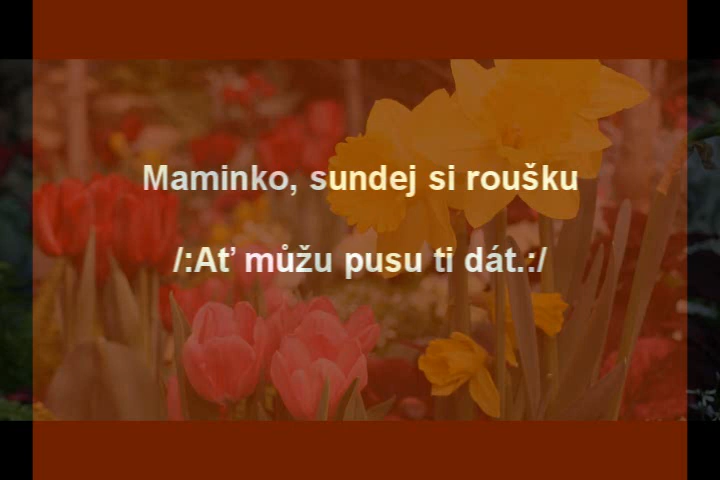 Maminko, sundej si roušku
/:Ať můžu pusu ti dát.:/